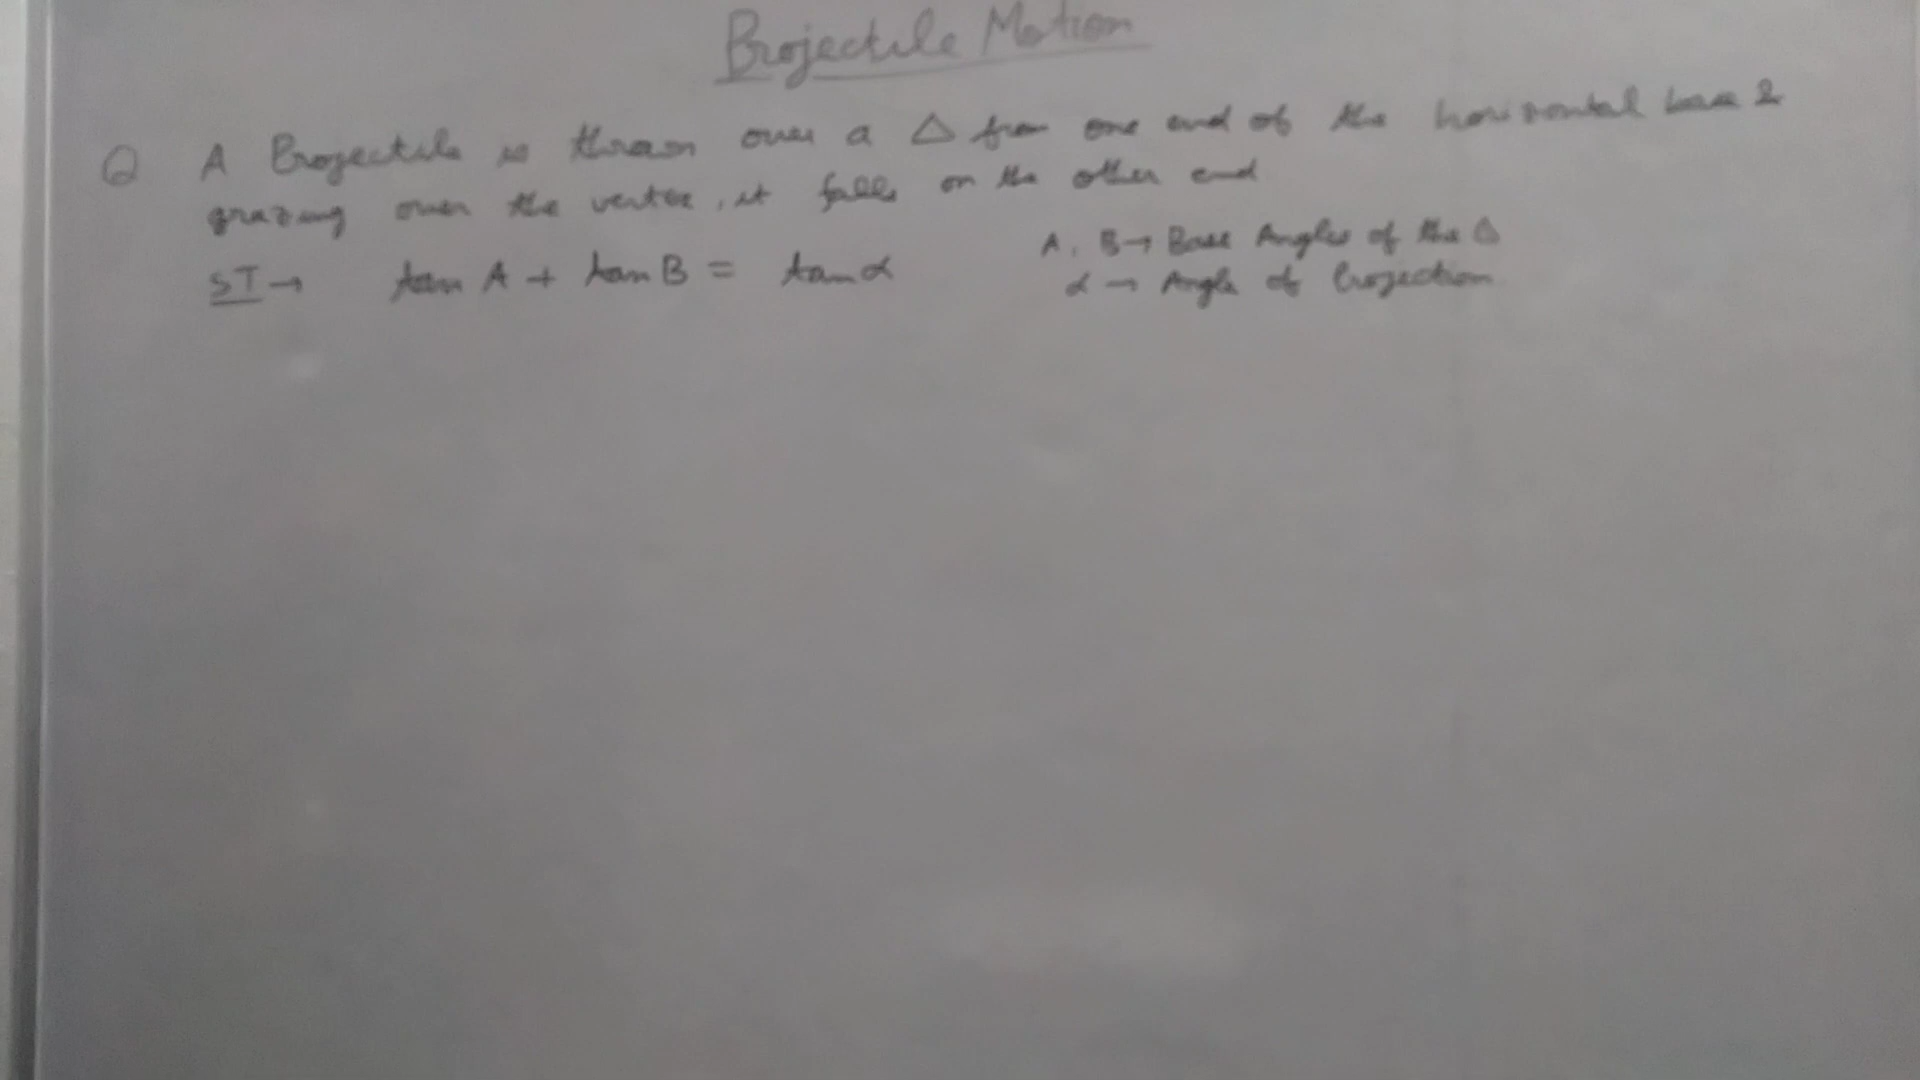 Projectile Motion
Q A Projectile is thrown over a △ from one end of the horizontal base &
grazing over the vertex, it falls on the other end
ST → tan A + tan B = tan α
A, B → Base Angles of the △
α → Angle of Projection